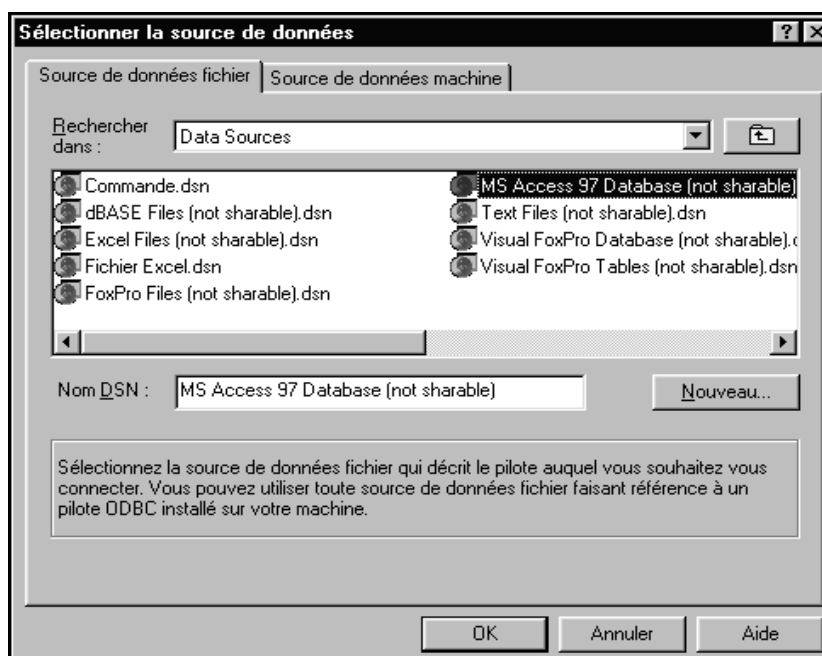 Sélectionner la source de données
Source de données fichier
Source de données machine
Rechercher
dans :
Data Sources
Commande.dsn
dBASE Files (not sharable).dsn
Excel Files (not sharable).dsn
Fichier Excel.dsn
FoxPro Files (not sharable).dsn
MS Access 97 Database (not sharable)
Text Files (not sharable).dsn
Visual FoxPro Database (not sharable).
Visual FoxPro Tables (not sharable).dsn
Nom DSN :
MS Access 97 Database (not sharable)
Nouveau...
Sélectionnez la source de données fichier qui décrit le pilote auquel vous souhaitez vous
connecter. Vous pouvez utiliser toute source de données fichier faisant référence à un
pilote ODBC installé sur votre machine.
OK
Annuler
Aide